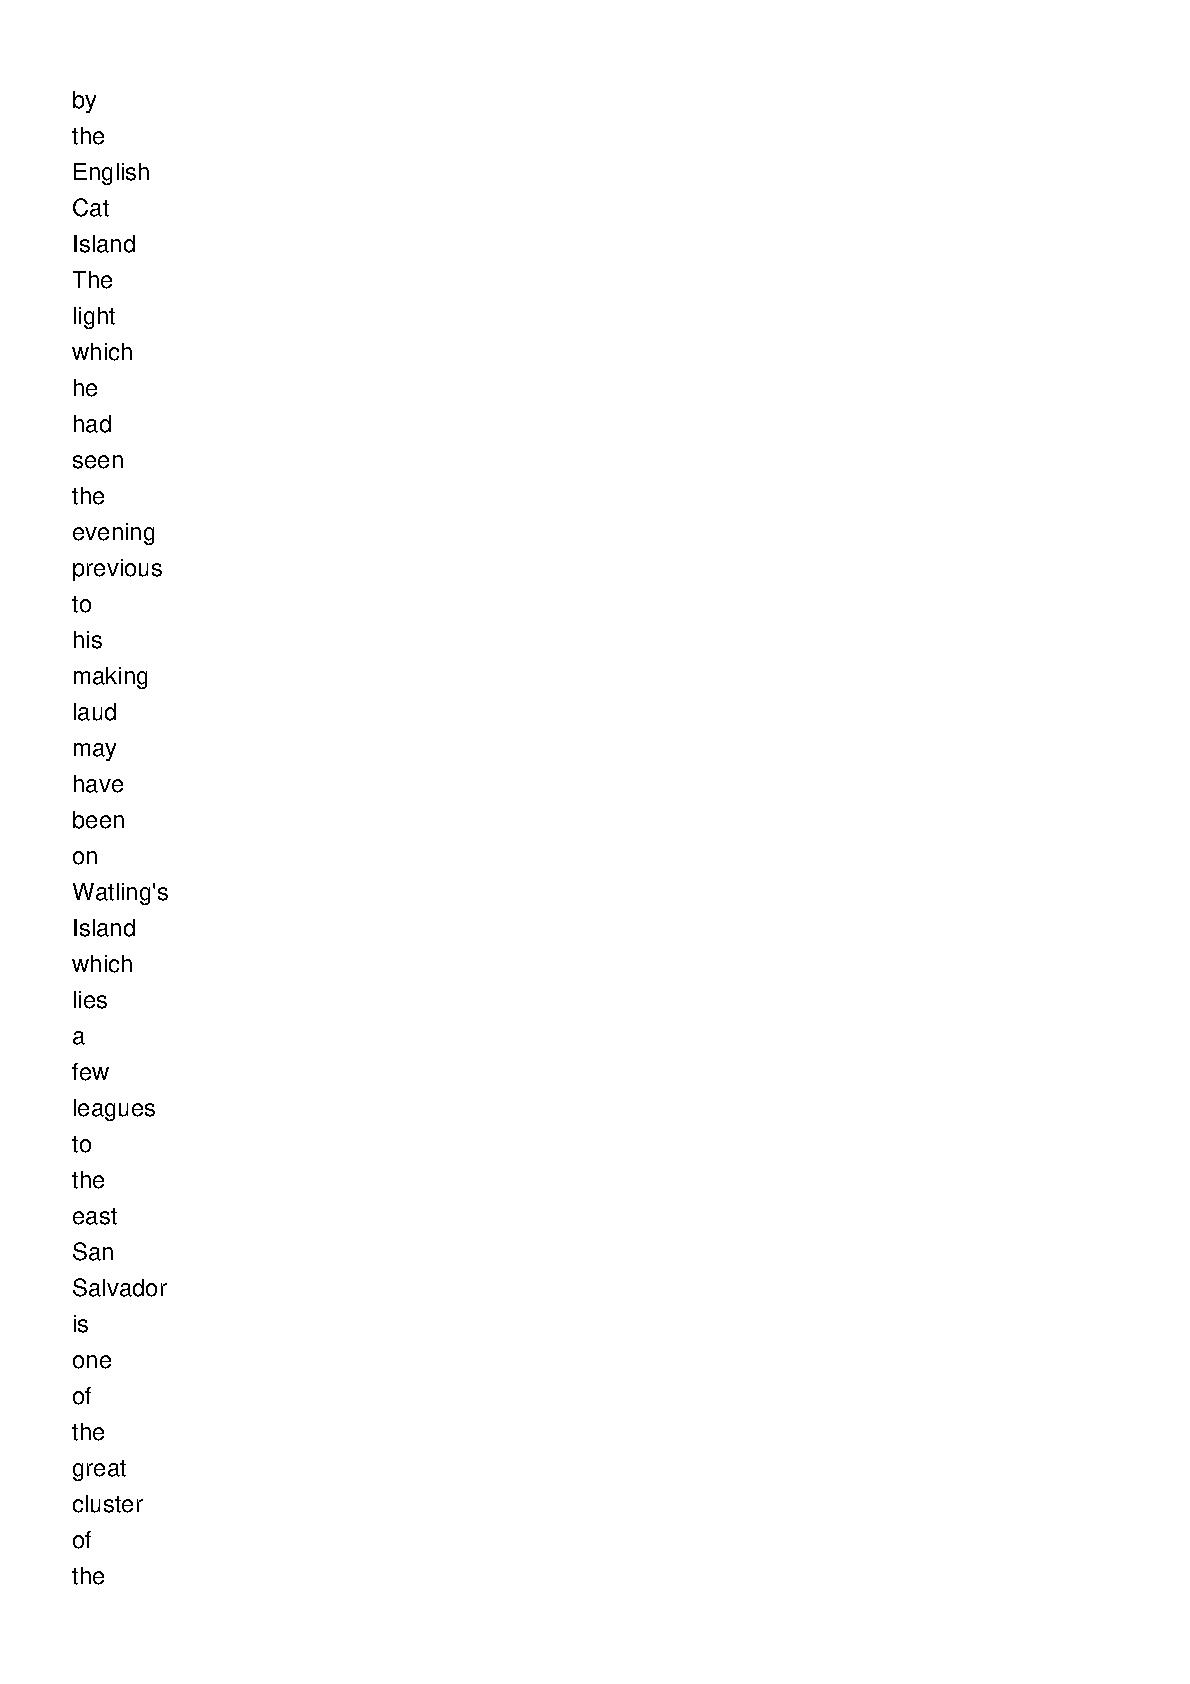 by
the
English
Cat
Island
The
light
which
he
had
seen
the
evening
previous
to
his
making
laud
may
have
been
on
Watling's
Island
which
lies
a
few
leagues
to
the
east
San
Salvador
is
one
of
the
great
cluster
of
the